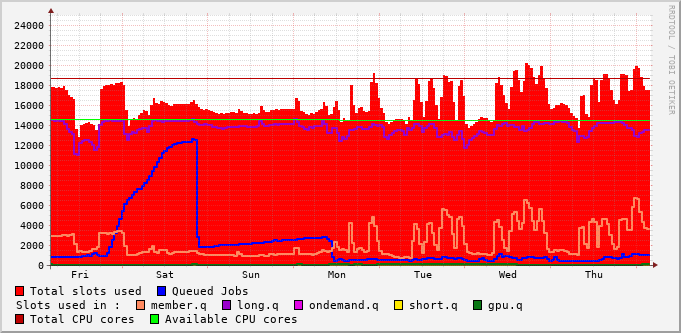 RRDTOOL / TOBI OETIKER
24000
22000
20000
18000
16000
14000
12000
10000
8000
6000
4000
2000
0
Fri Sat Sun Mon Tue Wed Thu
Total slots used Queued Jobs
Slots used in : member.q long.q ondemand.q short.q gpu.q
Total CPU cores Available CPU cores